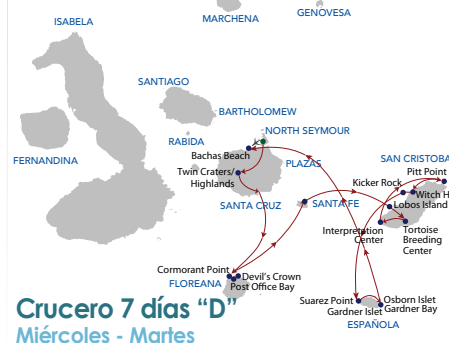 GENOVESA
MARCHENA
ISABELA
SANTIAGO
BARTHOLOMEW
NORTH SEYMOUR
RABIDA
Bachas Beach
PLAZAS
FERNANDINA
Twin Craters/
Highlands
SAN CRISTOBA
Pitt Point
Kicker Rock
Witch H
Lobos Island
SANTA CRUZ
SANTA FE
Interpretation
Center
Tortoise
Breeding
Center
Cormorant Point
Devil's Crown
Post Office Bay
FLOREANA
Suarez Point
Gardner Islet
Osborn Islet
Gardner Bay
ESPAÑOLA
Crucero 7 días “D”
Miércoles - Martes